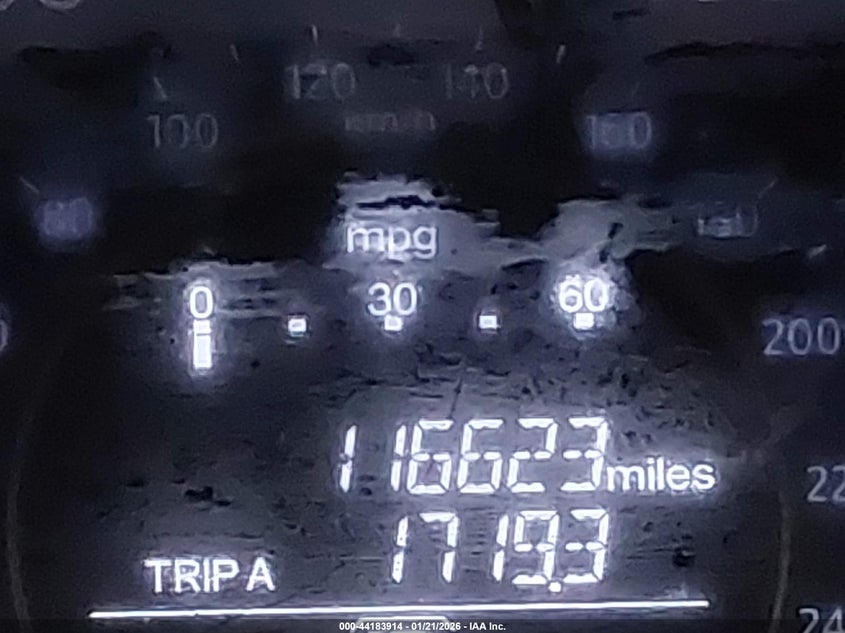 120 140
100 km/h 160
80
mpg
0 30 60
200
116623 miles
22
1719.3
TRIP A
24
000-44183914 - 01/21/2026 - IAA Inc.